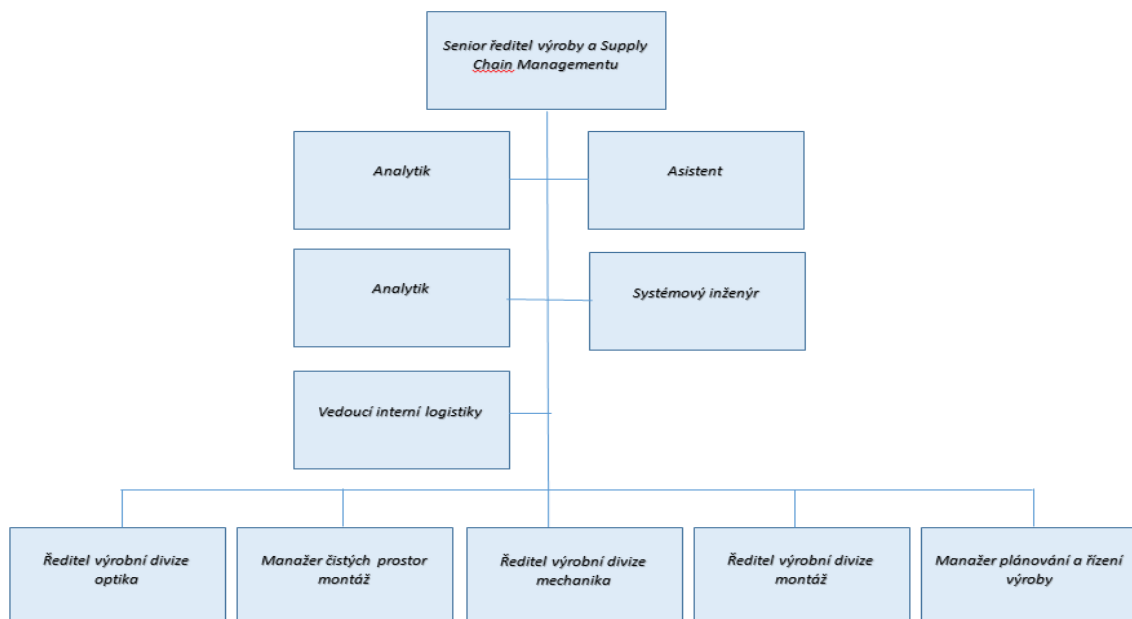 Senior ředitel výroby a Supply
Chain Managementu
Analytik
Asistent
Analytik
Systémový inženýr
Vedoucí interní logistiky
Ředitel výrobní divize
optika
Manažer čistých prostor
montáž
Ředitel výrobní divize
mechanika
Ředitel výrobní divize
montáž
Manažer plánování a řízení
výroby